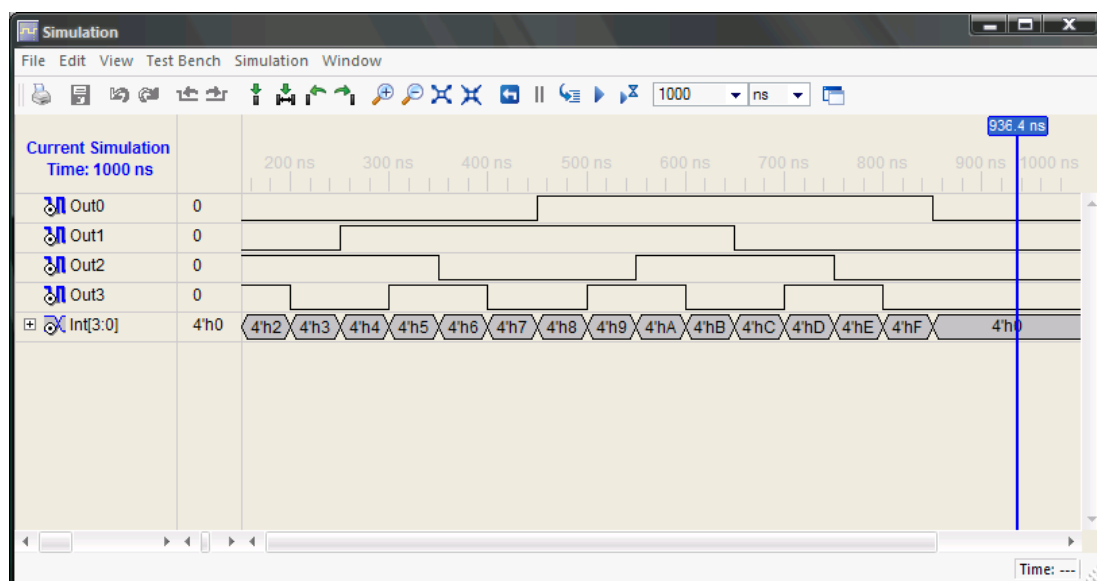 Simulation
File Edit View Test Bench Simulation Window
1000 ns
936.4 ns
Current Simulation
Time: 1000 ns
200 ns 300 ns 400 ns 500 ns 600 ns 700 ns 800 ns 900 ns 1000 ns
Out0 0
Out1 0
Out2 0
Out3 0
Int[3:0] 4'h0 4'h2 4'h3 4'h4 4'h5 4'h6 4'h7 4'h8 4'h9 4'hA 4'hB 4'hC 4'hD 4'hE 4'hF 4'h0
Time: ---